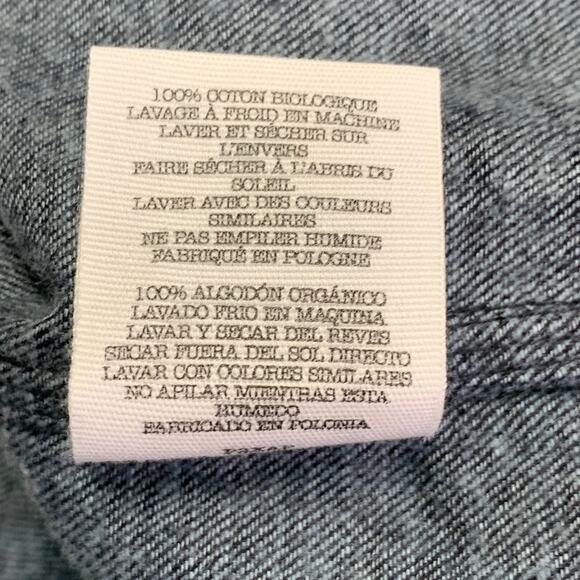 100% COTON BIOLOGIQUE
LAVAGE À FROID EN MACHINE
LAVER ET SÉCHER SUR
L'ENVERS
FAIRE SÉCHER À L'ABRIS DU
SOLEIL
LAVER AVEC DES COULEURS
SIMILAIRES
NE PAS EMPILER HUMIDE
FABRIQUÉ EN POLOGNE
100% ALGODÓN ORGÁNICO
LAVADO FRIO EN MAQUINA
LAVAR Y SECAR DEL REVES
SECAR FUERA DEL SOL DIRECTO
LAVAR CON COLORES SIMILARES
NO APILAR MIENTRAS ESTA
HUMEDO
FABRICADO EN POLONIA